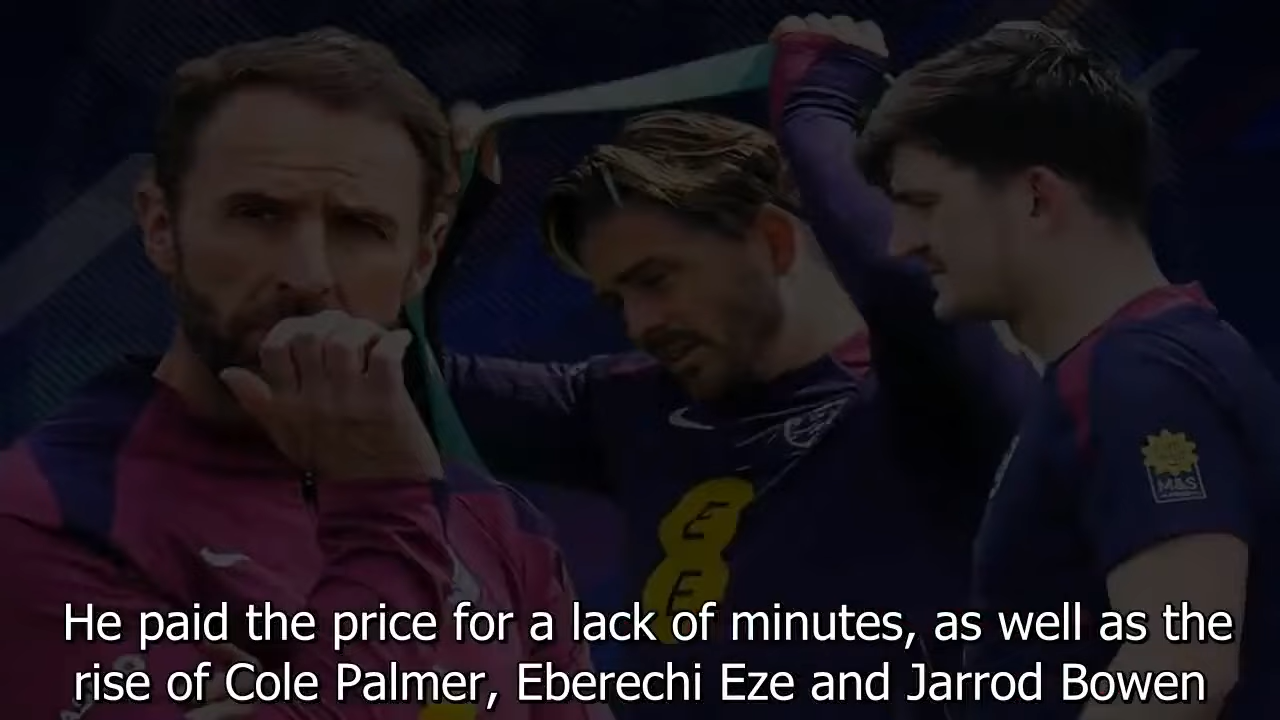 EE
M&S
He paid the price for a lack of minutes, as well as the
rise of Cole Palmer, Eberechi Eze and Jarrod Bowen